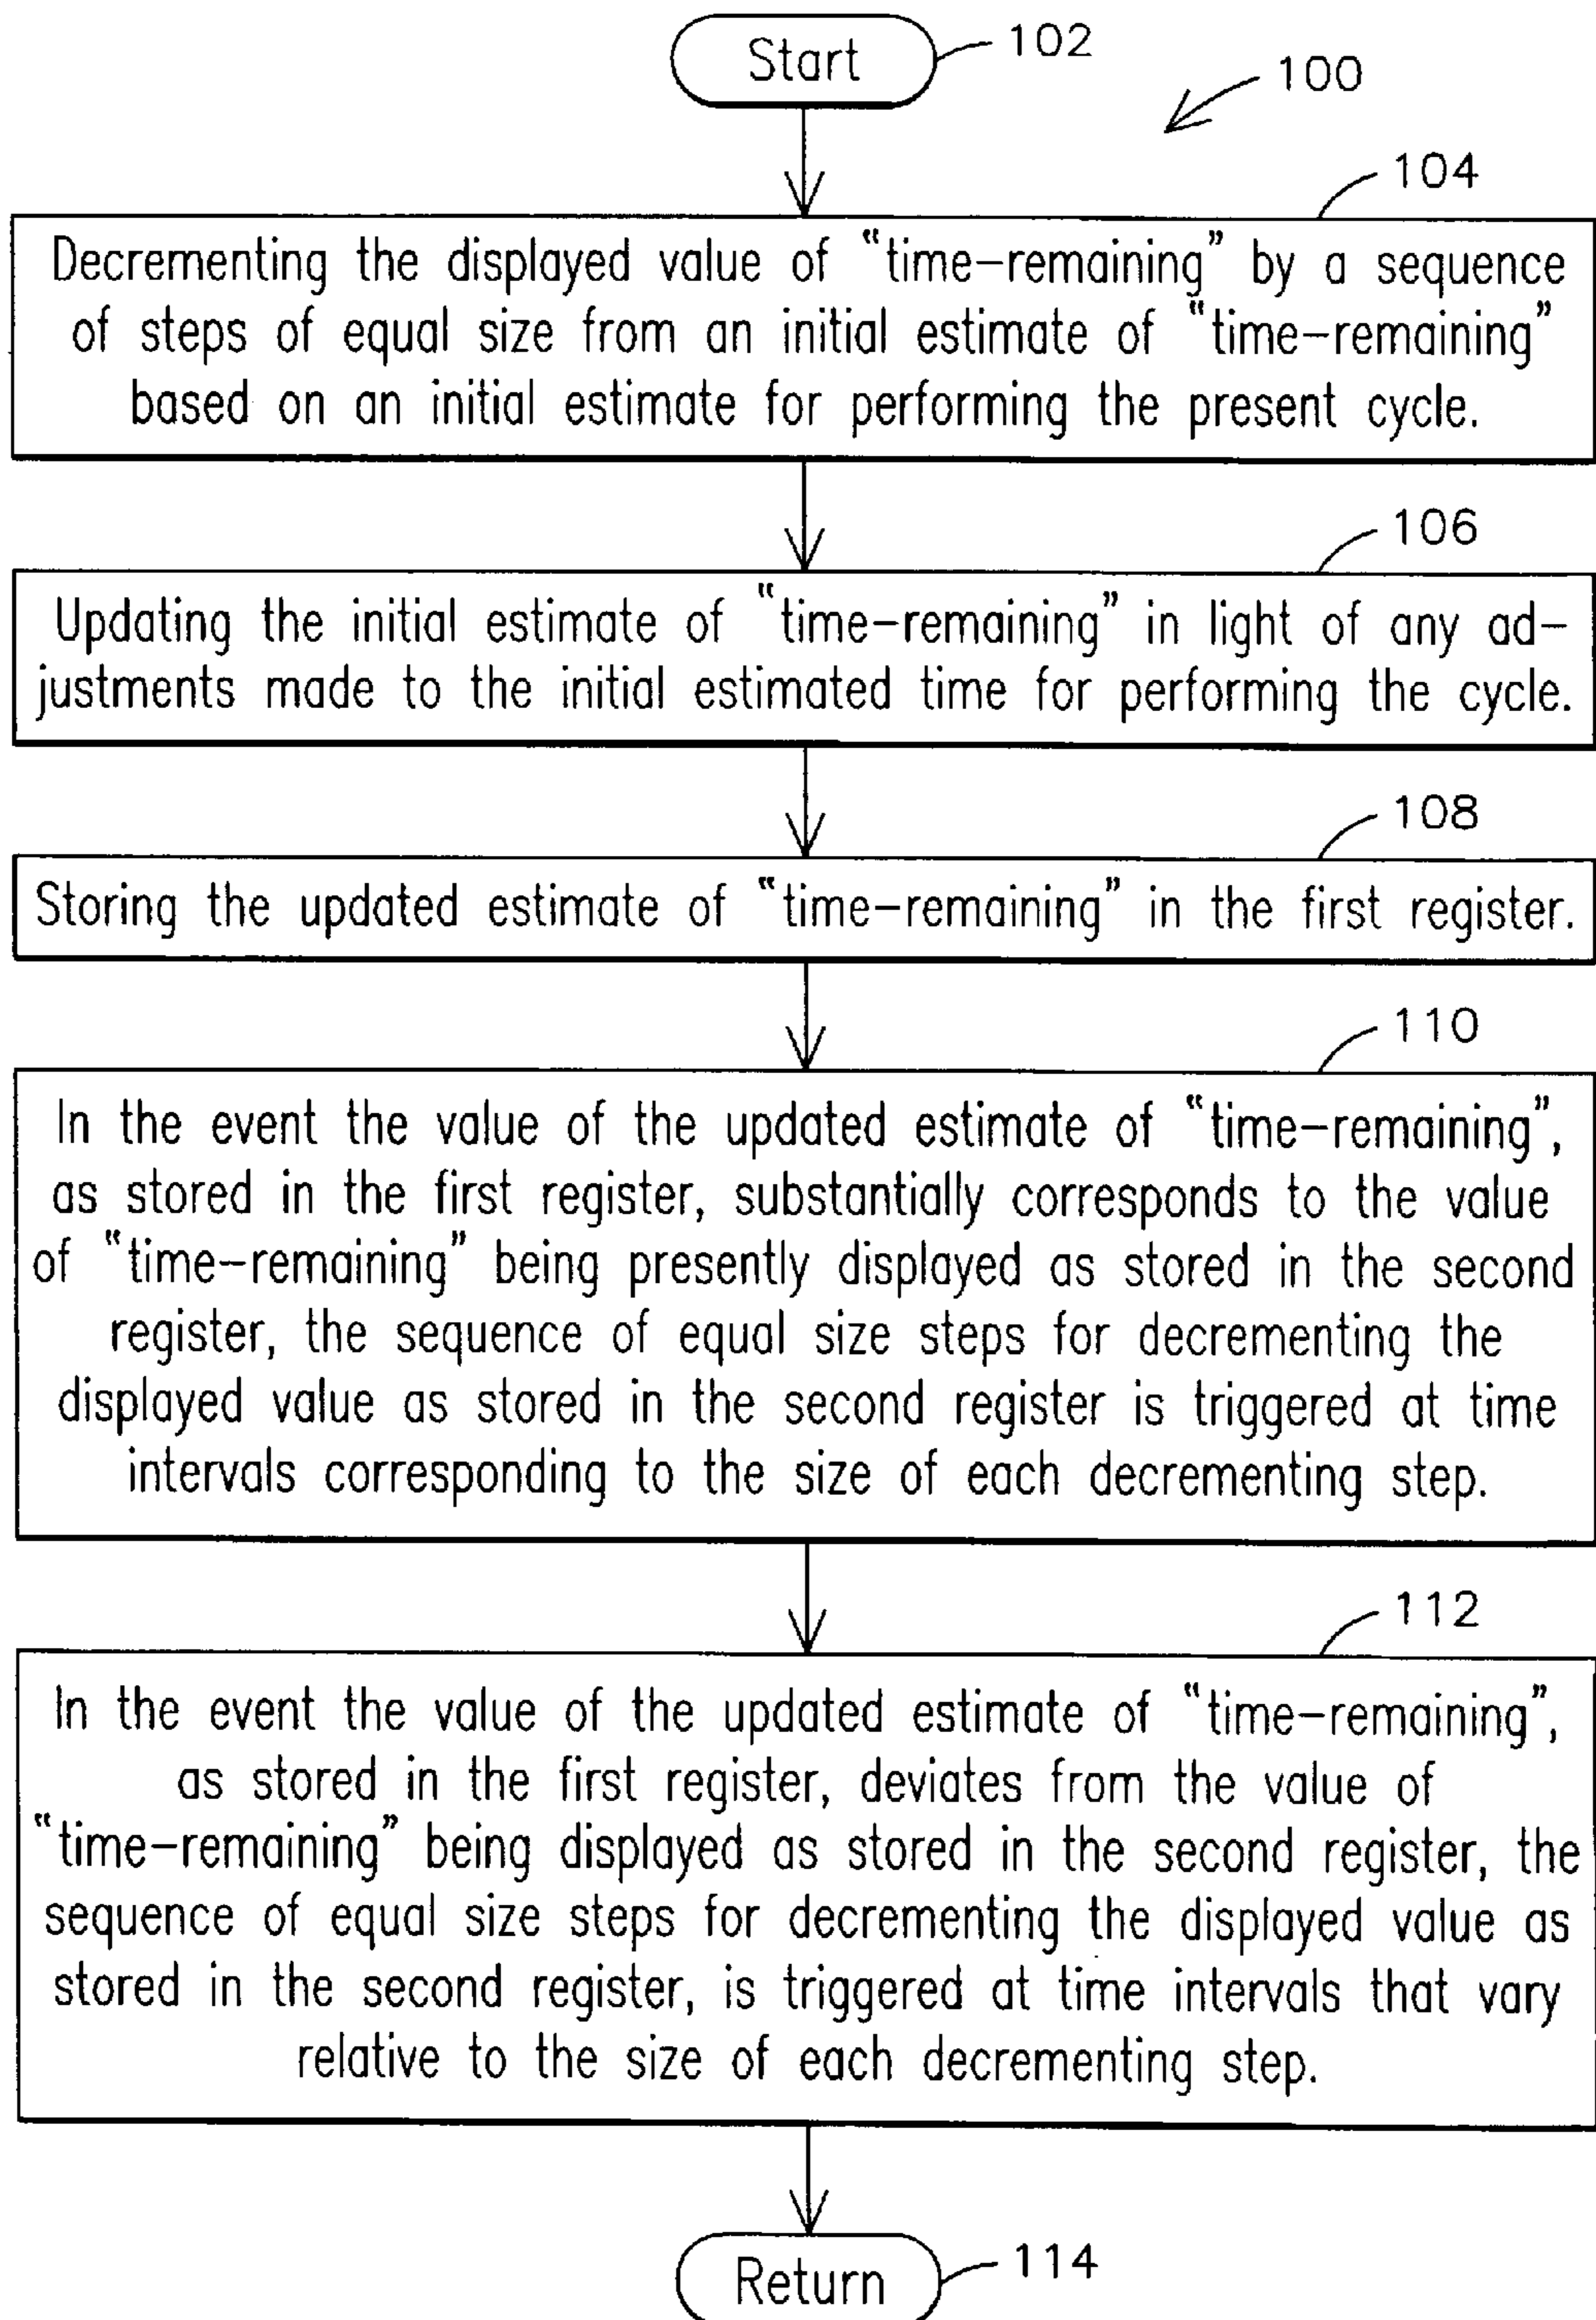 Start
102
100
104
Decrementing the displayed value of “time–remaining” by a sequence
of steps of equal size from an initial estimate of “time–remaining”
based on an initial estimate for performing the present cycle.
106
Updating the initial estimate of “time–remaining” in light of any ad–
justments made to the initial estimated time for performing the cycle.
108
Storing the updated estimate of “time–remaining” in the first register.
110
In the event the value of the updated estimate of “time–remaining”,
as stored in the first register, substantially corresponds to the value
of “time–remaining” being presently displayed as stored in the second
register, the sequence of equal size steps for decrementing the
displayed value as stored in the second register is triggered at time
intervals corresponding to the size of each decrementing step.
112
In the event the value of the updated estimate of “time–remaining”,
as stored in the first register, deviates from the value of
“time–remaining” being displayed as stored in the second register, the
sequence of equal size steps for decrementing the displayed value as
stored in the second register, is triggered at time intervals that vary
relative to the size of each decrementing step.
Return
114